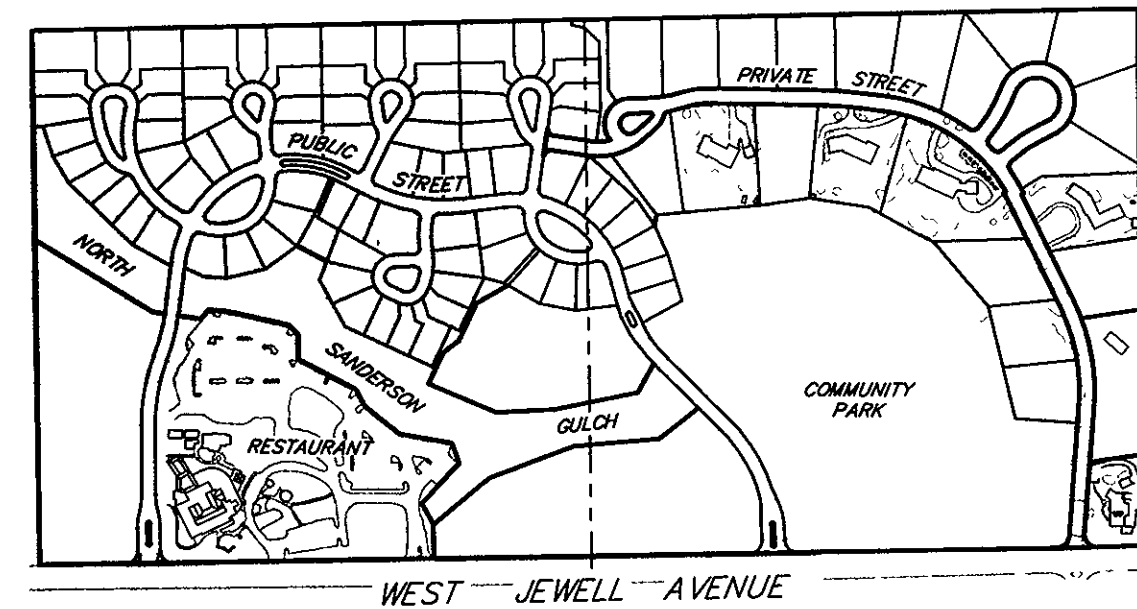 PRIVATE STREET
PUBLIC
STREET
NORTH
SANDERSON
GULCH
COMMUNITY
PARK
RESTAURANT
WEST JEWELL AVENUE